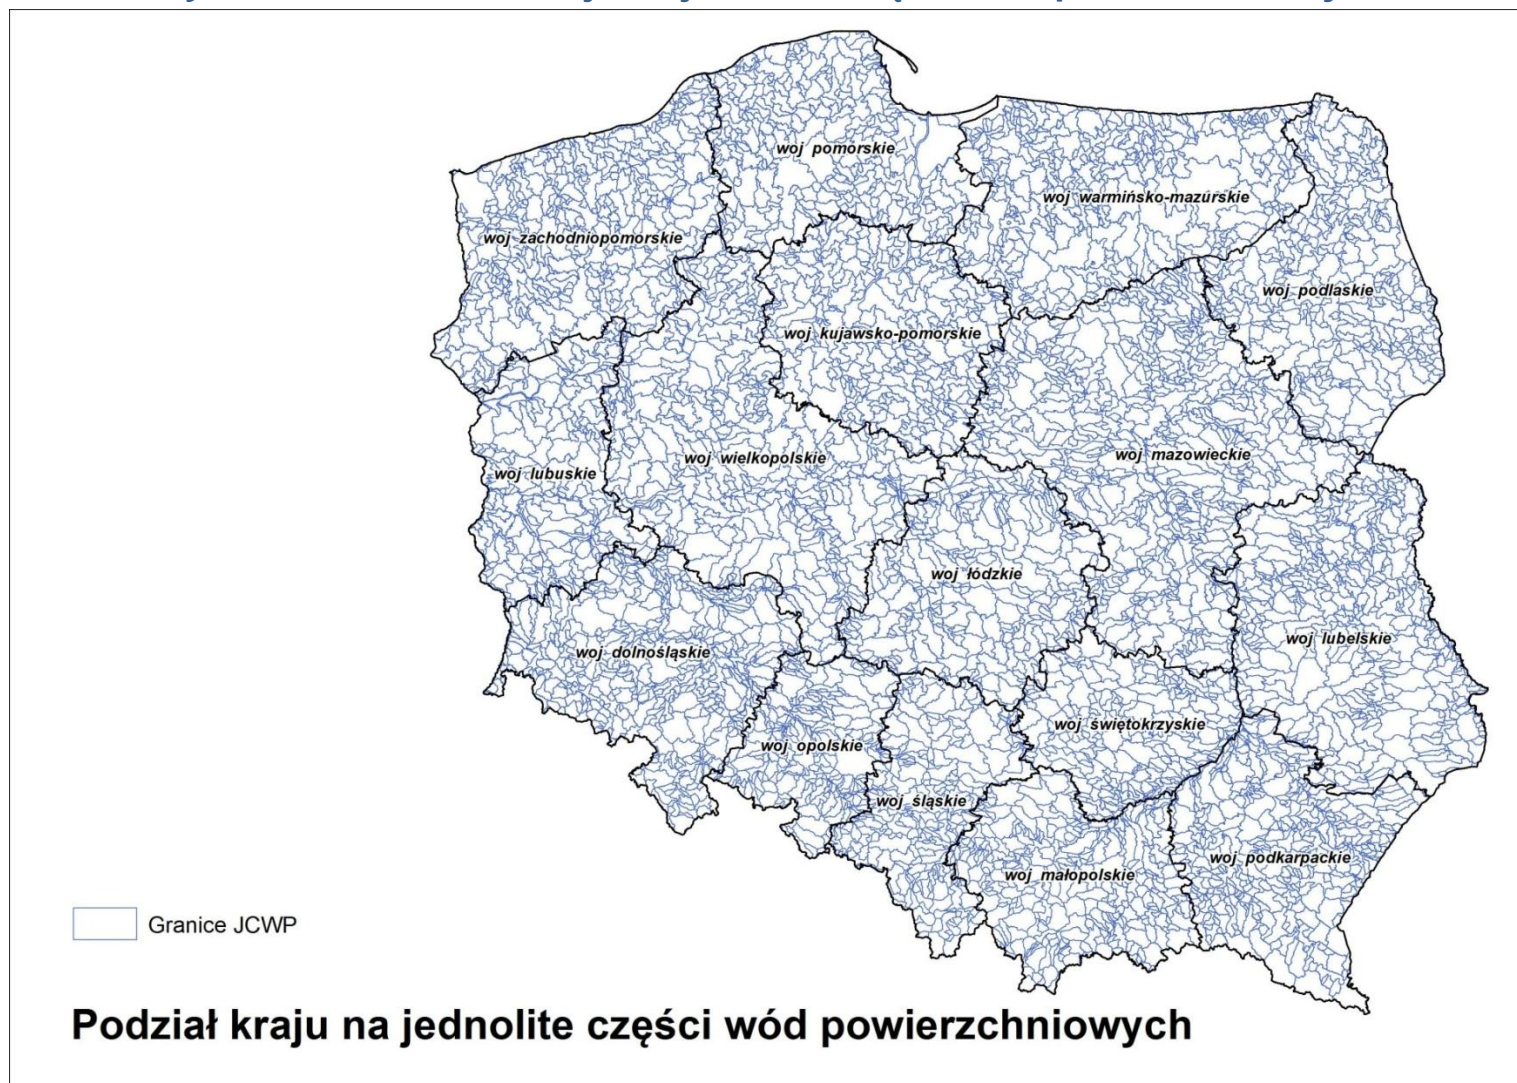 woj pomorskie
woj warmińsko-mazurskie
woj zachodniopomorskie
woj podlaskie
woj kujawsko-pomorskie
woj mazowieckie
woj wielkopolskie
woj lubuskie
woj łódzkie
woj lubelskie
woj dolnośląskie
woj świętokrzyskie
woj opolskie
woj śląskie
woj podkarpackie
woj małopolskie
Granice JCWP
Podział kraju na jednolite części wód powierzchniowych